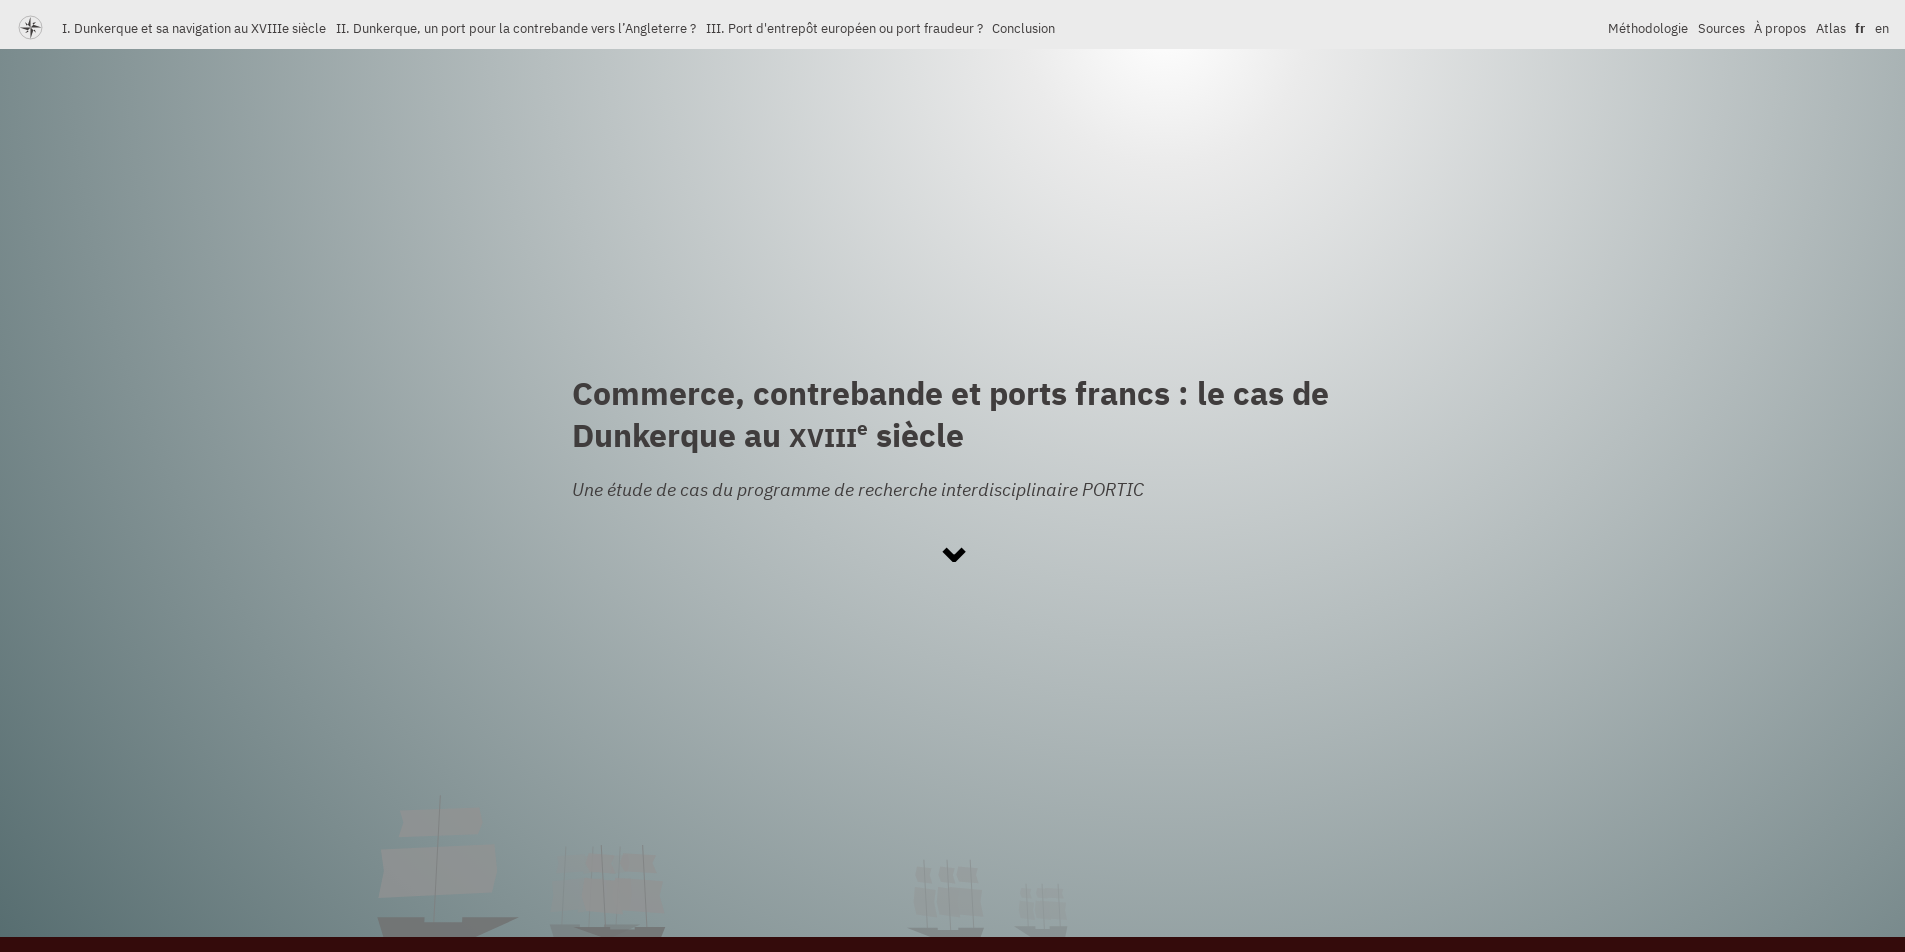 I. Dunkerque et sa navigation au XVIIIe siècle II. Dunkerque, un port pour la contrebande vers l’Angleterre ? III. Port d'entrepôt européen ou port fraudeur ? Conclusion Méthodologie Sources À propos Atlas fr en
Commerce, contrebande et ports francs : le cas de
Dunkerque au XVIIIe siècle
Une étude de cas du programme de recherche interdisciplinaire PORTIC